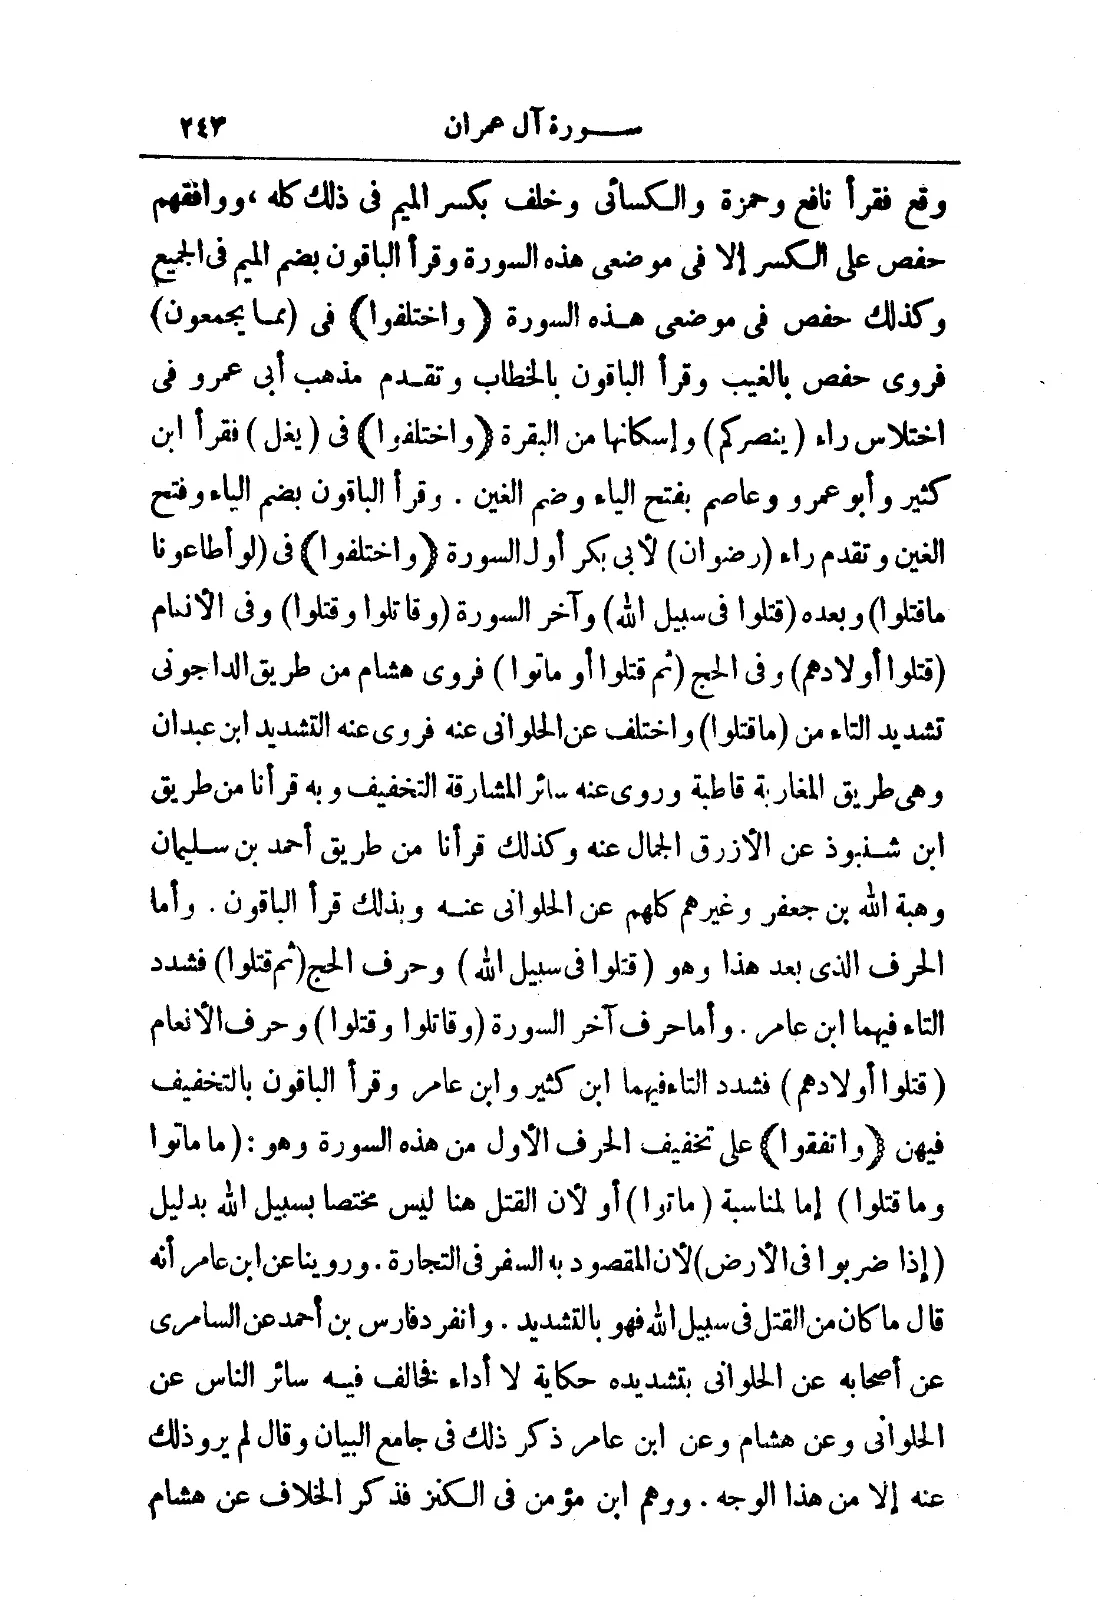 سورة آل عمران ٢٤٣
وقع فقرأ نافع وحمزة والكسائى وخلف بكسر الميم فى ذلك كله ، ووافقهم
حفص على الكسر إلا فى موضعى هذه السورة وقرأ الباقون بضم الميم فى الجميع
وكذلك حفص فى موضعى هذه السورة ﴿واختلفوا﴾ فى (مما يجمعون)
فروى حفص بالغيب وقرأ الباقون بالخطاب وتقدم مذهب أبى عمرو فى
اختلاس راء (ينصركم) وإسكانها من البقرة ﴿واختلفوا﴾ فى (يغل) فقرأ ابن
كثير وأبو عمرو وعاصم بفتح الياء وضم الغين . وقرأ الباقون بضم الياء وفتح
الغين وتقدم راء (رضوان) لأبى بكر أول السورة ﴿واختلفوا﴾ فى (لو أطاعونا
ماقتلوا) وبعده (قتلوا فى سبيل الله) وآخر السورة (وقاتلوا وقتلوا) وفى الأنعام
(قتلوا أولادهم) وفى الحج (ثم قتلوا أو ماتوا) فروى هشام من طريق الداجونى
تشديد التاء من (ماقتلوا) واختلف عن الحلوانى عنه فروى عنه التشديد ابن عبدان
وهى طريق المغاربة قاطبة وروى عنه سائر المشارقة التخفيف وبه قرأنا من طريق
ابن شنبوذ عن الأزرق الجمال عنه وكذلك قرأنا من طريق أحمد بن سليمان
وهبة الله بن جعفر وغيرهم كلهم عن الحلوانى عنه وبذلك قرأ الباقون . وأما
الحرف الذى بعد هذا وهو (قتلوا فى سبيل الله) وحرف الحج (ثم قتلوا) فشدد
التاء فيهما ابن عامر . وأما حرف آخر السورة (وقاتلوا وقتلوا) وحرف الأنعام
(قتلوا أولادهم) فشدد التاء فيهما ابن كثير وابن عامر وقرأ الباقون بالتخفيف
فيهن ﴿واتفقوا﴾ على تخفيف الحرف الأول من هذه السورة وهو : (ما ماتوا
وما قتلوا) إما لمناسبة (ماتوا) أو لأن القتل هنا ليس مختصا بسبيل الله بدليل
(إذا ضربوا فى الأرض) لأن المقصود به السفر فى التجارة . وروينا عن ابن عامر أنه
قال ما كان من القتل فى سبيل الله فهو بالتشديد . وانفرد فارس بن أحمد عن السامرى
عن أصحابه عن الحلوانى بتشديده حكاية لا أداء فخالف فيه سائر الناس عن
الحلوانى وعن هشام وعن ابن عامر ذكر ذلك فى جامع البيان وقال لم يرو ذلك
عنه إلا من هذا الوجه . ووهم ابن مؤمن فى الكنز فذكر الخلاف عن هشام